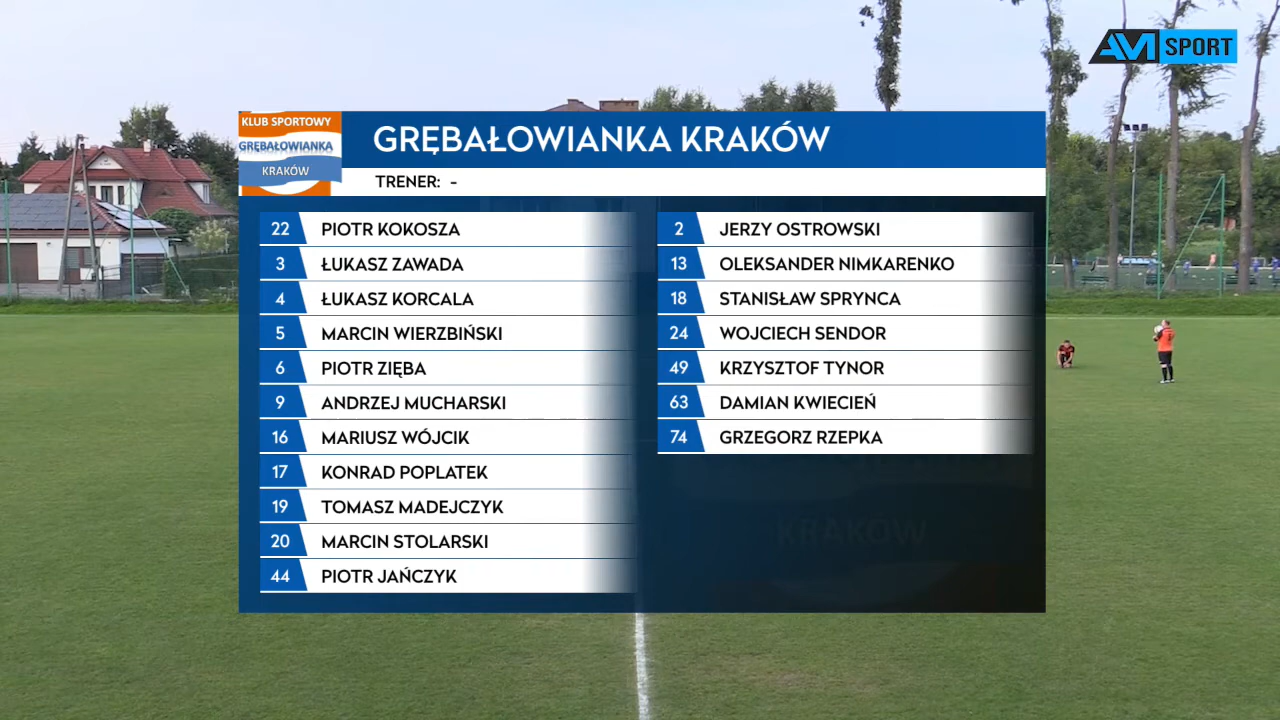 AVI SPORT
KLUB SPORTOWY
GRĘBAŁOWIANKA
KRAKÓW
GRĘBAŁOWIANKA KRAKÓW
TRENER: -
22 PIOTR KOKOSZA
3 ŁUKASZ ZAWADA
4 ŁUKASZ KORCALA
5 MARCIN WIERZBIŃSKI
6 PIOTR ZIĘBA
9 ANDRZEJ MUCHARSKI
16 MARIUSZ WÓJCIK
17 KONRAD POPLATEK
19 TOMASZ MADEJCZYK
20 MARCIN STOLARSKI
44 PIOTR JAŃCZYK
2 JERZY OSTROWSKI
13 OLEKSANDER NIMKARENKO
18 STANISŁAW SPRYNCA
24 WOJCIECH SENDOR
49 KRZYSZTOF TYNOR
63 DAMIAN KWIECIEŃ
74 GRZEGORZ RZEPKA
KRAKÓW